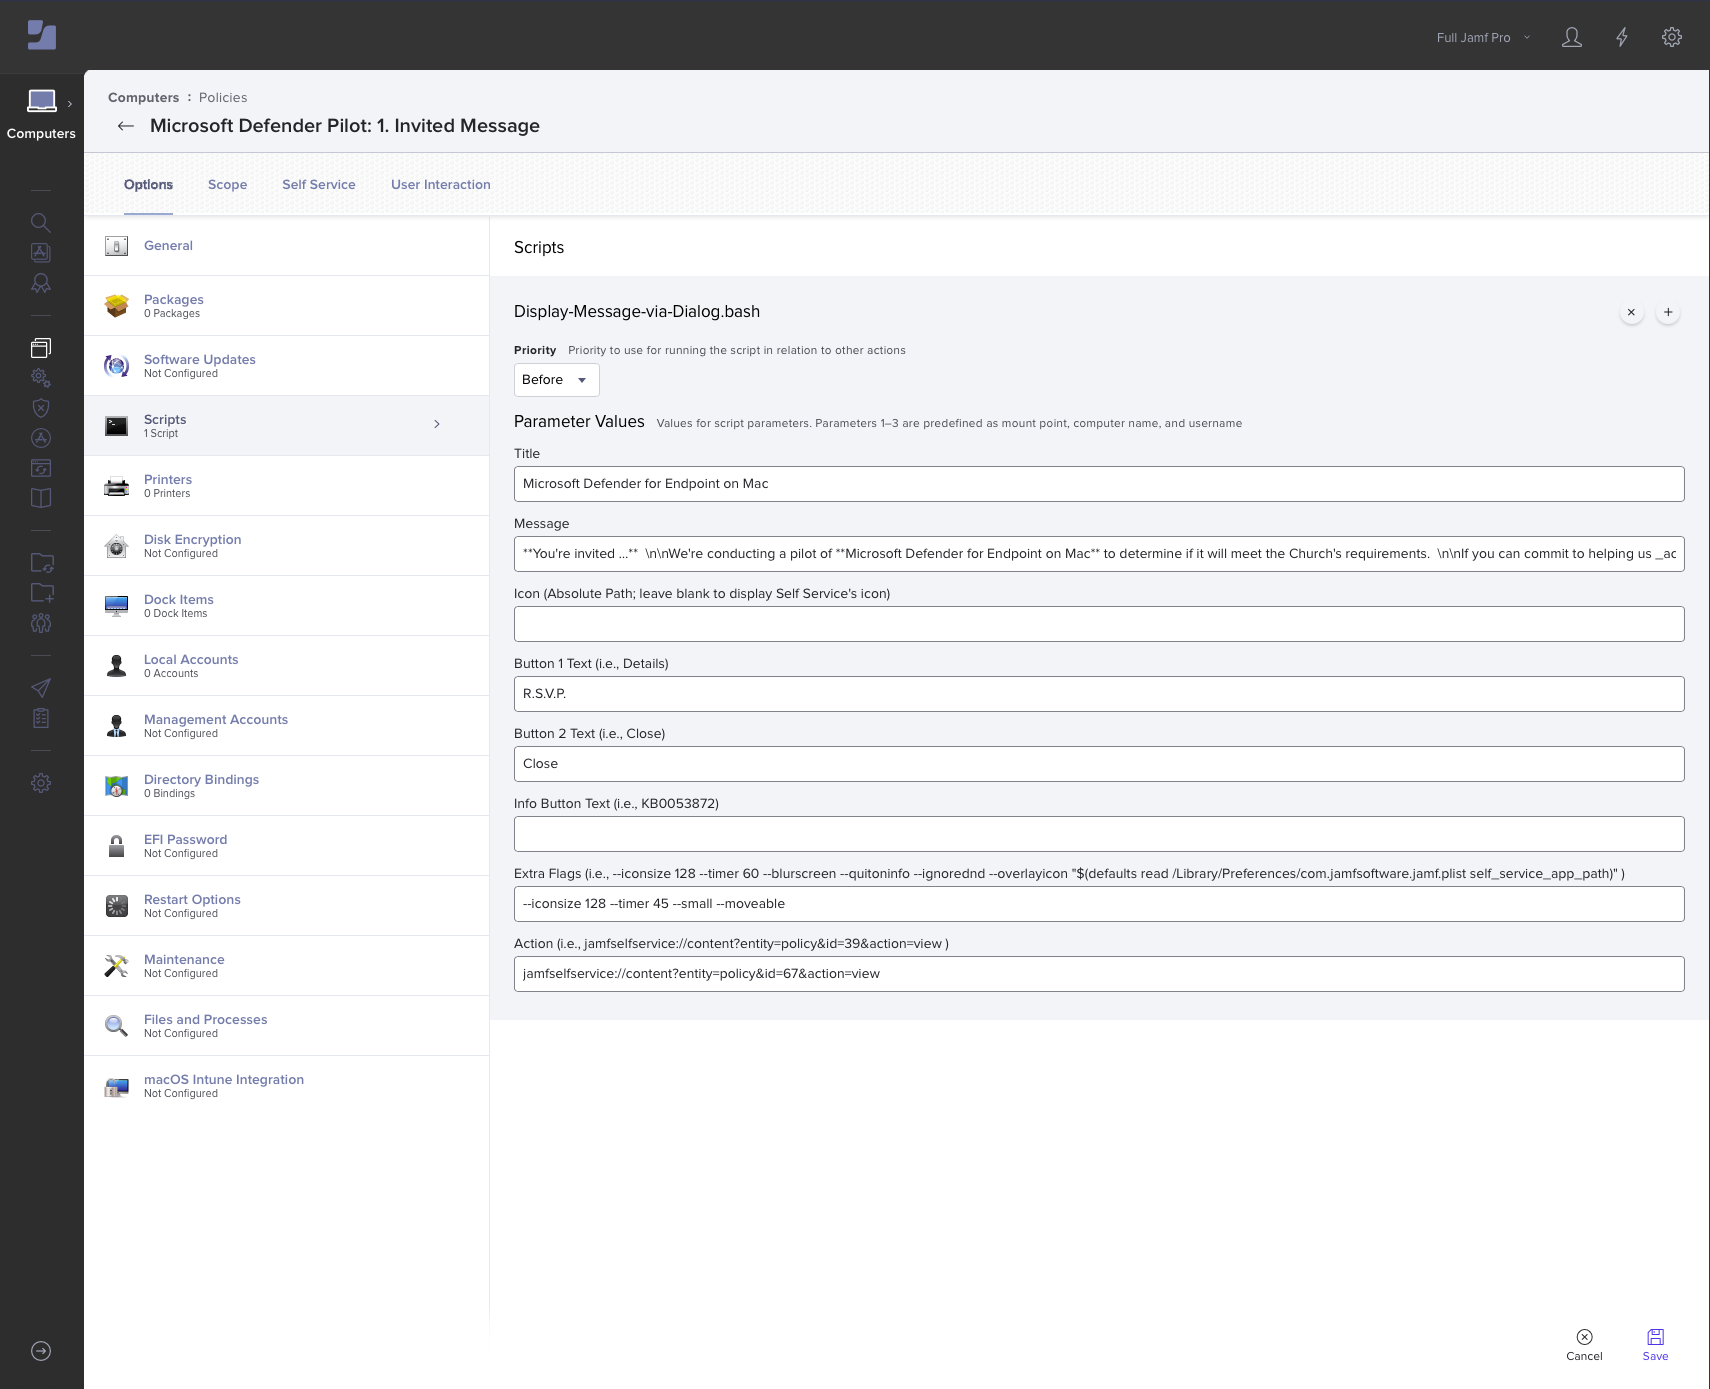 Full Jamf Pro
Computers
Computers : Policies
Microsoft Defender Pilot: 1. Invited Message
Options Scope Self Service User Interaction
General
Packages
0 Packages
Software Updates
Not Configured
Scripts
1 Script
Printers
0 Printers
Disk Encryption
Not Configured
Dock Items
0 Dock Items
Local Accounts
0 Accounts
Management Accounts
Not Configured
Directory Bindings
0 Bindings
EFI Password
Not Configured
Restart Options
Not Configured
Maintenance
Not Configured
Files and Processes
Not Configured
macOS Intune Integration
Not Configured
Scripts
Display-Message-via-Dialog.bash
Priority Priority to use for running the script in relation to other actions
Before
Parameter Values Values for script parameters. Parameters 1–3 are predefined as mount point, computer name, and username
Title
Microsoft Defender for Endpoint on Mac
Message
**You're invited …**  \n\nWe're conducting a pilot of **Microsoft Defender for Endpoint on Mac** to determine if it will meet the Church's requirements.  \n\nIf you can commit to helping us _ac
Icon (Absolute Path; leave blank to display Self Service's icon)
Button 1 Text (i.e., Details)
R.S.V.P.
Button 2 Text (i.e., Close)
Close
Info Button Text (i.e., KB0053872)
Extra Flags (i.e., --iconsize 128 --timer 60 --blurscreen --quitoninfo --ignorednd --overlayicon "$(defaults read /Library/Preferences/com.jamfsoftware.jamf.plist self_service_app_path)" )
--iconsize 128 --timer 45 --small --moveable
Action (i.e., jamfselfservice://content?entity=policy&id=39&action=view )
jamfselfservice://content?entity=policy&id=67&action=view
Cancel
Save